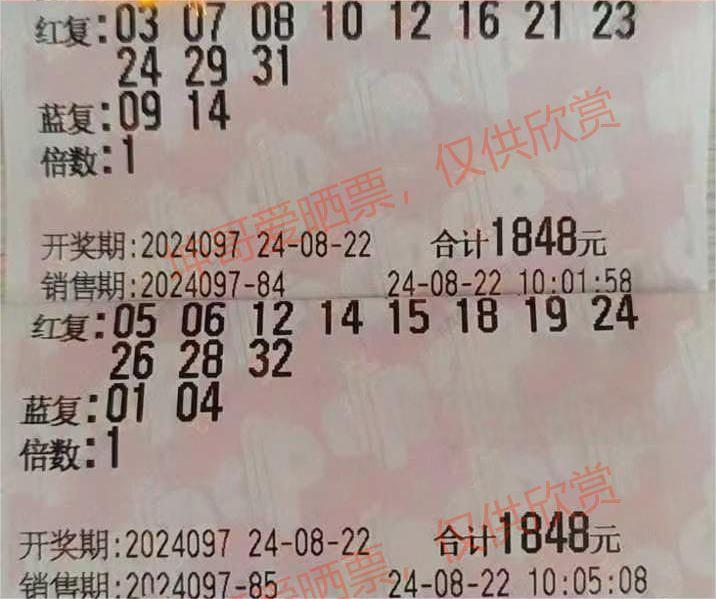 红复:03 07 08 10 12 16 21 23
24 29 31
蓝复:09 14
倍数:1
开奖期:2024097 24-08-22 合计1848元
销售期:2024097-84 24-08-22 10:01:58
红复:05 06 12 14 15 18 19 24
26 28 32
蓝复:01 04
倍数:1
开奖期:2024097 24-08-22 合计1848元
销售期:2024097-85 24-08-22 10:05:08
哥爱晒票，仅供欣赏
哥爱晒票，仅供欣赏